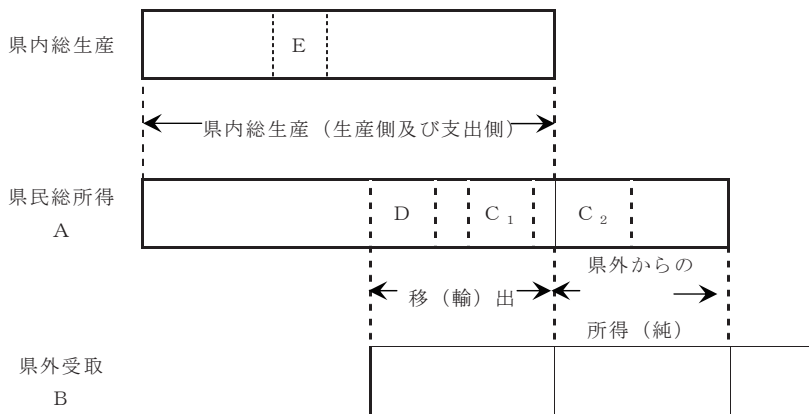 県内総生産
E
県内総生産（生産側及び支出側）
県民総所得
A
D
C₁
C₂
県外からの
移（輸）出
所得（純）
県外受取
B